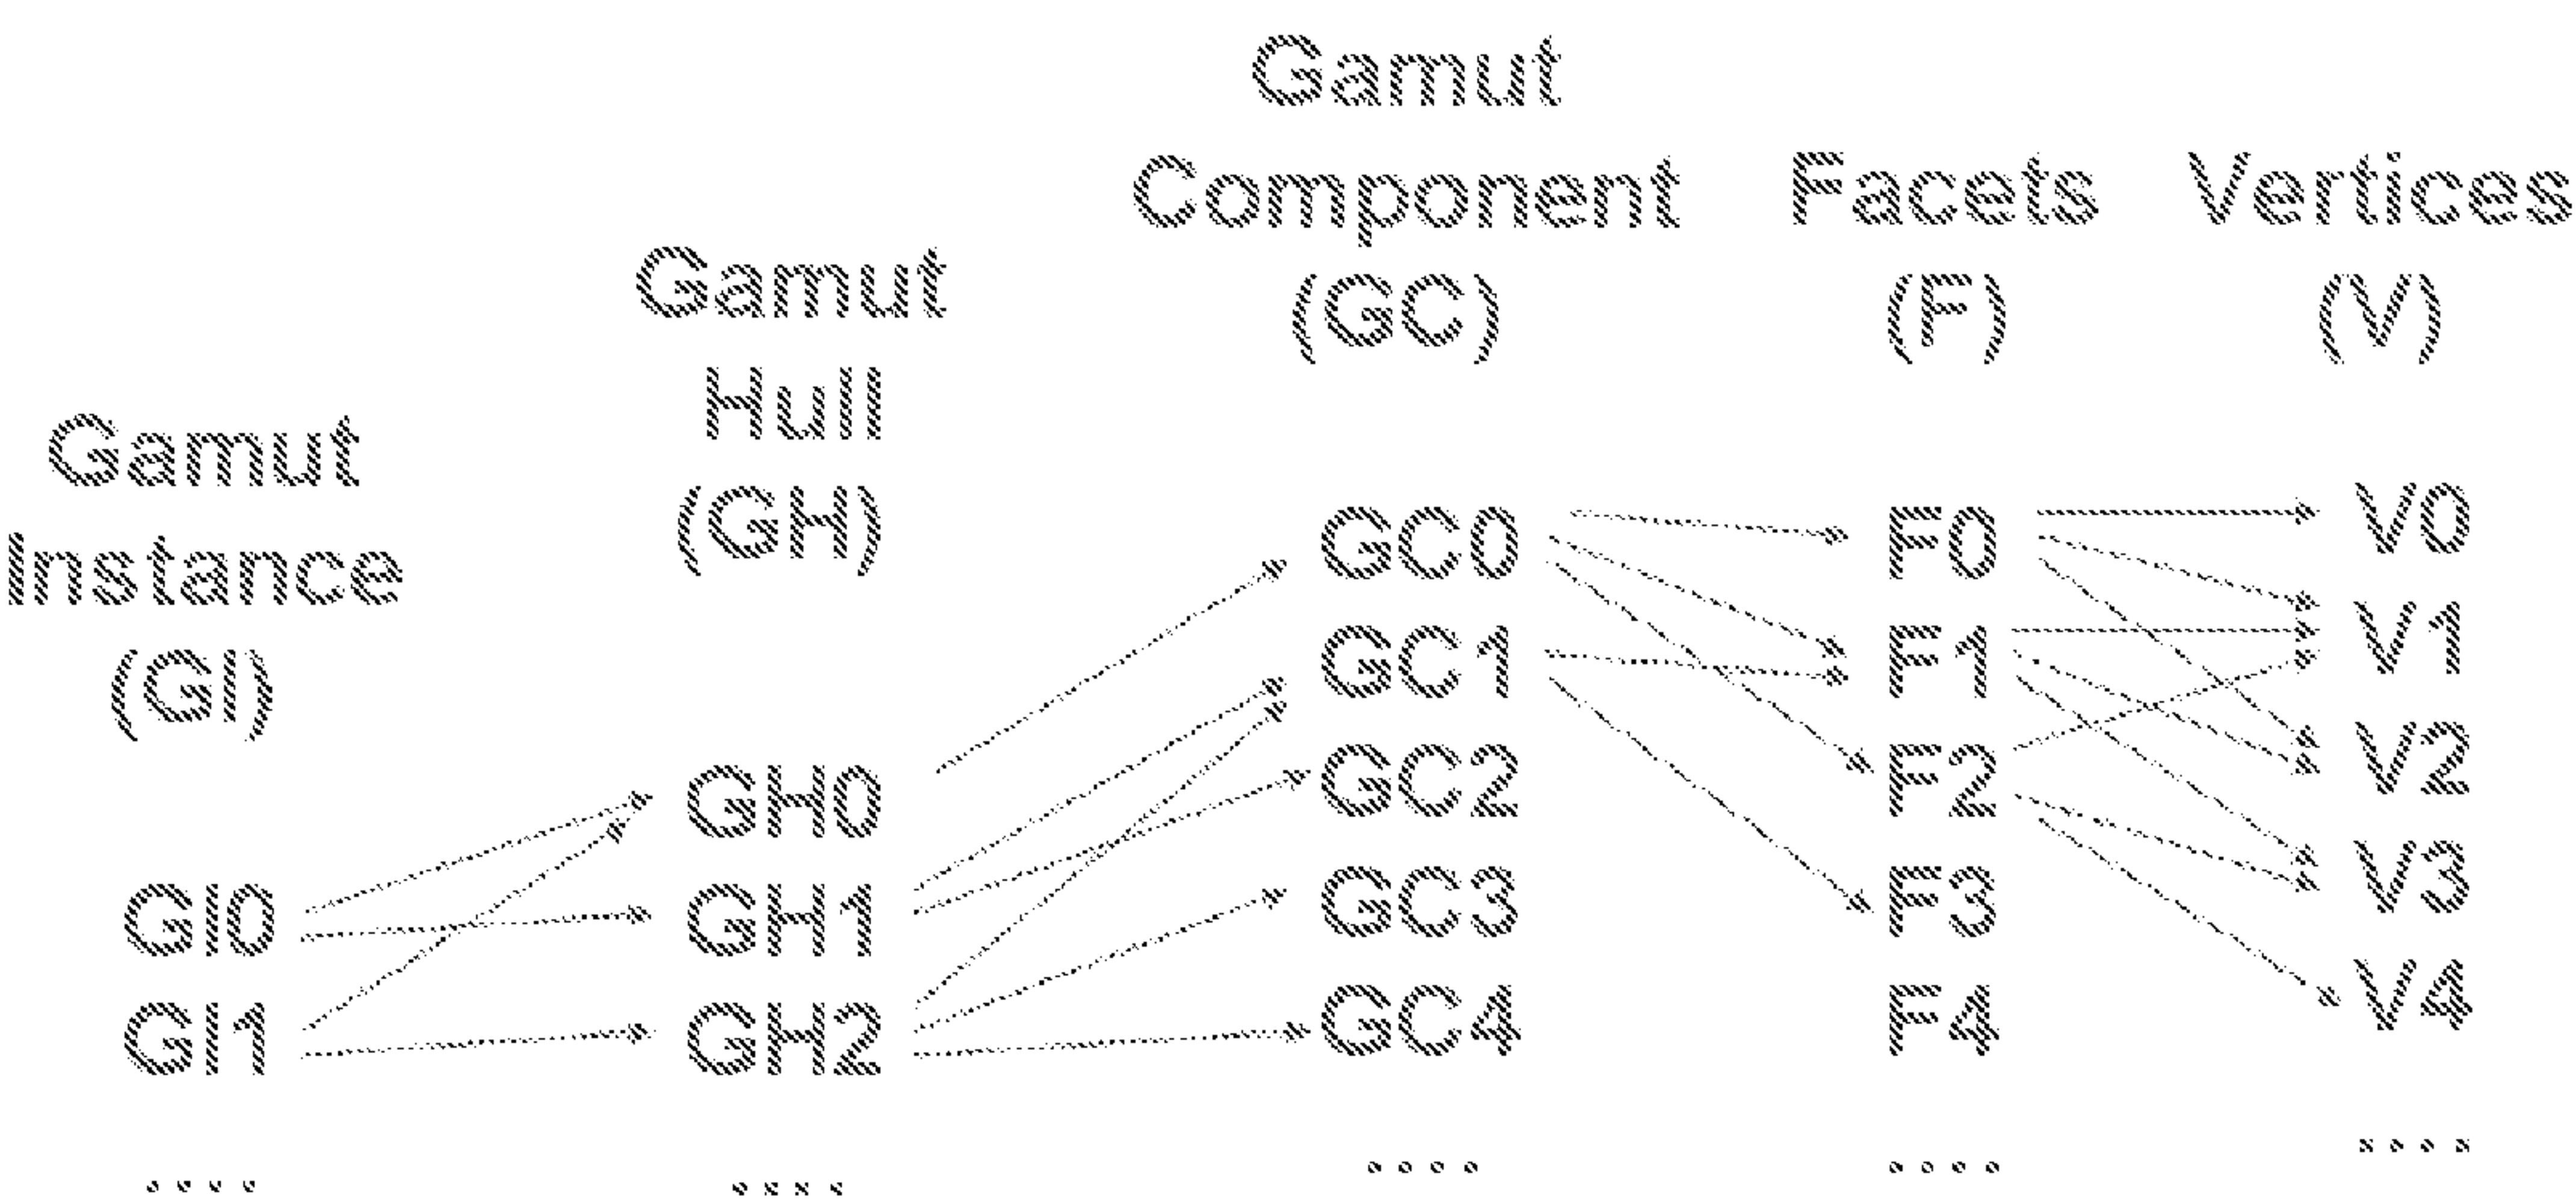 Gamut
Instance
(GI)
GI0
GI1
....
Gamut
Hull
(GH)
GH0
GH1
GH2
....
Gamut
Component
(GC)
GC0
GC1
GC2
GC3
GC4
....
Facets
(F)
F0
F1
F2
F3
F4
....
Vertices
(V)
V0
V1
V2
V3
V4
....